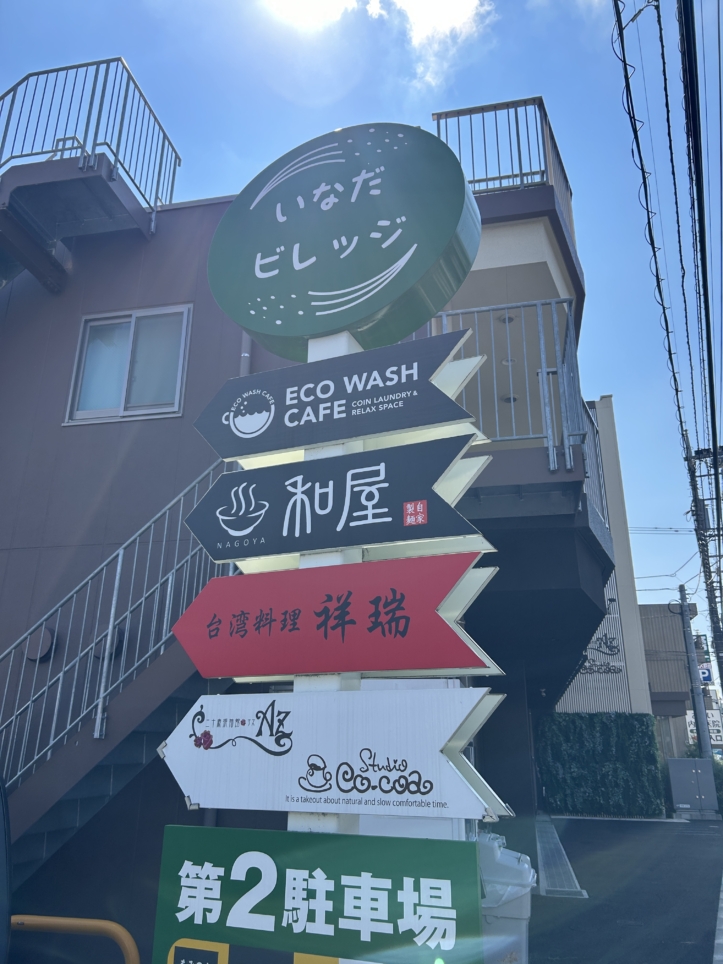 いなだ
ビレッジ
ECO WASH CAFE
ECO WASH
CAFE
COIN LAUNDRY &
RELAX SPACE
和屋
自家
製麺
NAGOYA
台湾料理 祥瑞
AZ
Studio
Co-coa
It is a takeout about natural and slow comfortable time.
第2駐車場
P